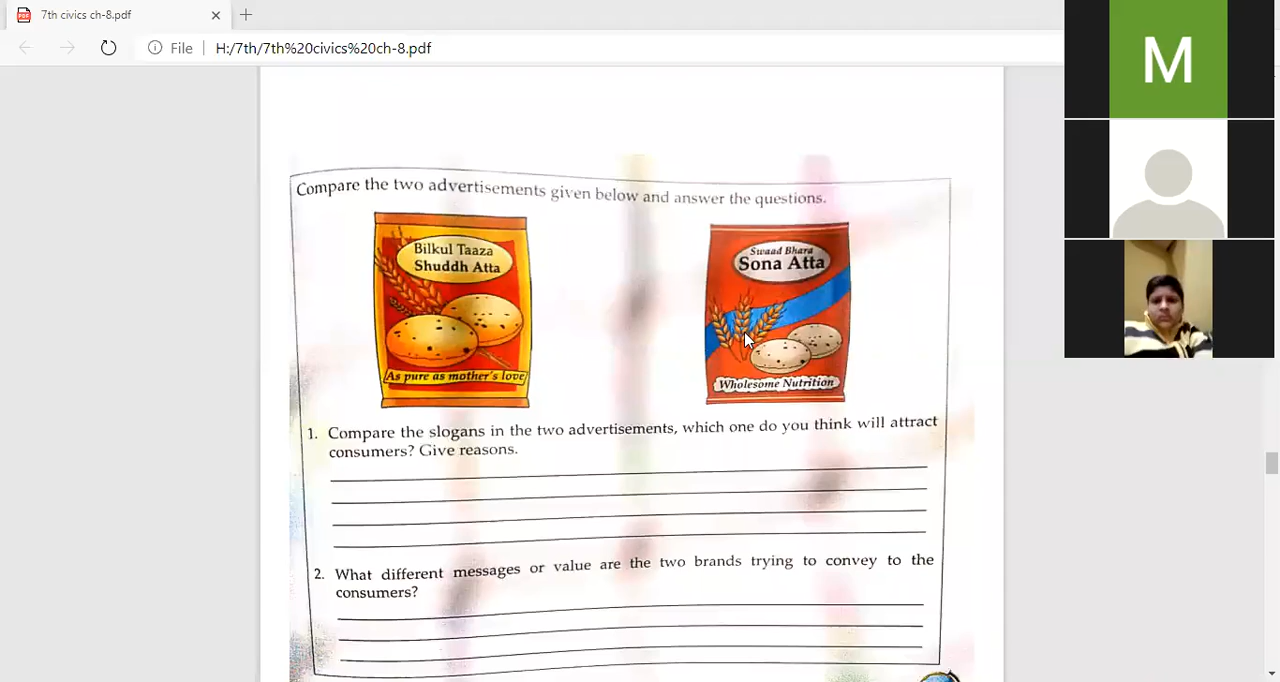 7th civics ch-8.pdf
File
H:/7th/7th%20civics%20ch-8.pdf
M
Compare the two advertisements given below and answer the questions.
Bilkul Taaza
Shuddh Atta
As pure as mother's love
Swaad Bhara
Sona Atta
Wholesome Nutrition
1. Compare the slogans in the two advertisements, which one do you think will attract
consumers? Give reasons.
2. What different messages or value are the two brands trying to convey to the
consumers?